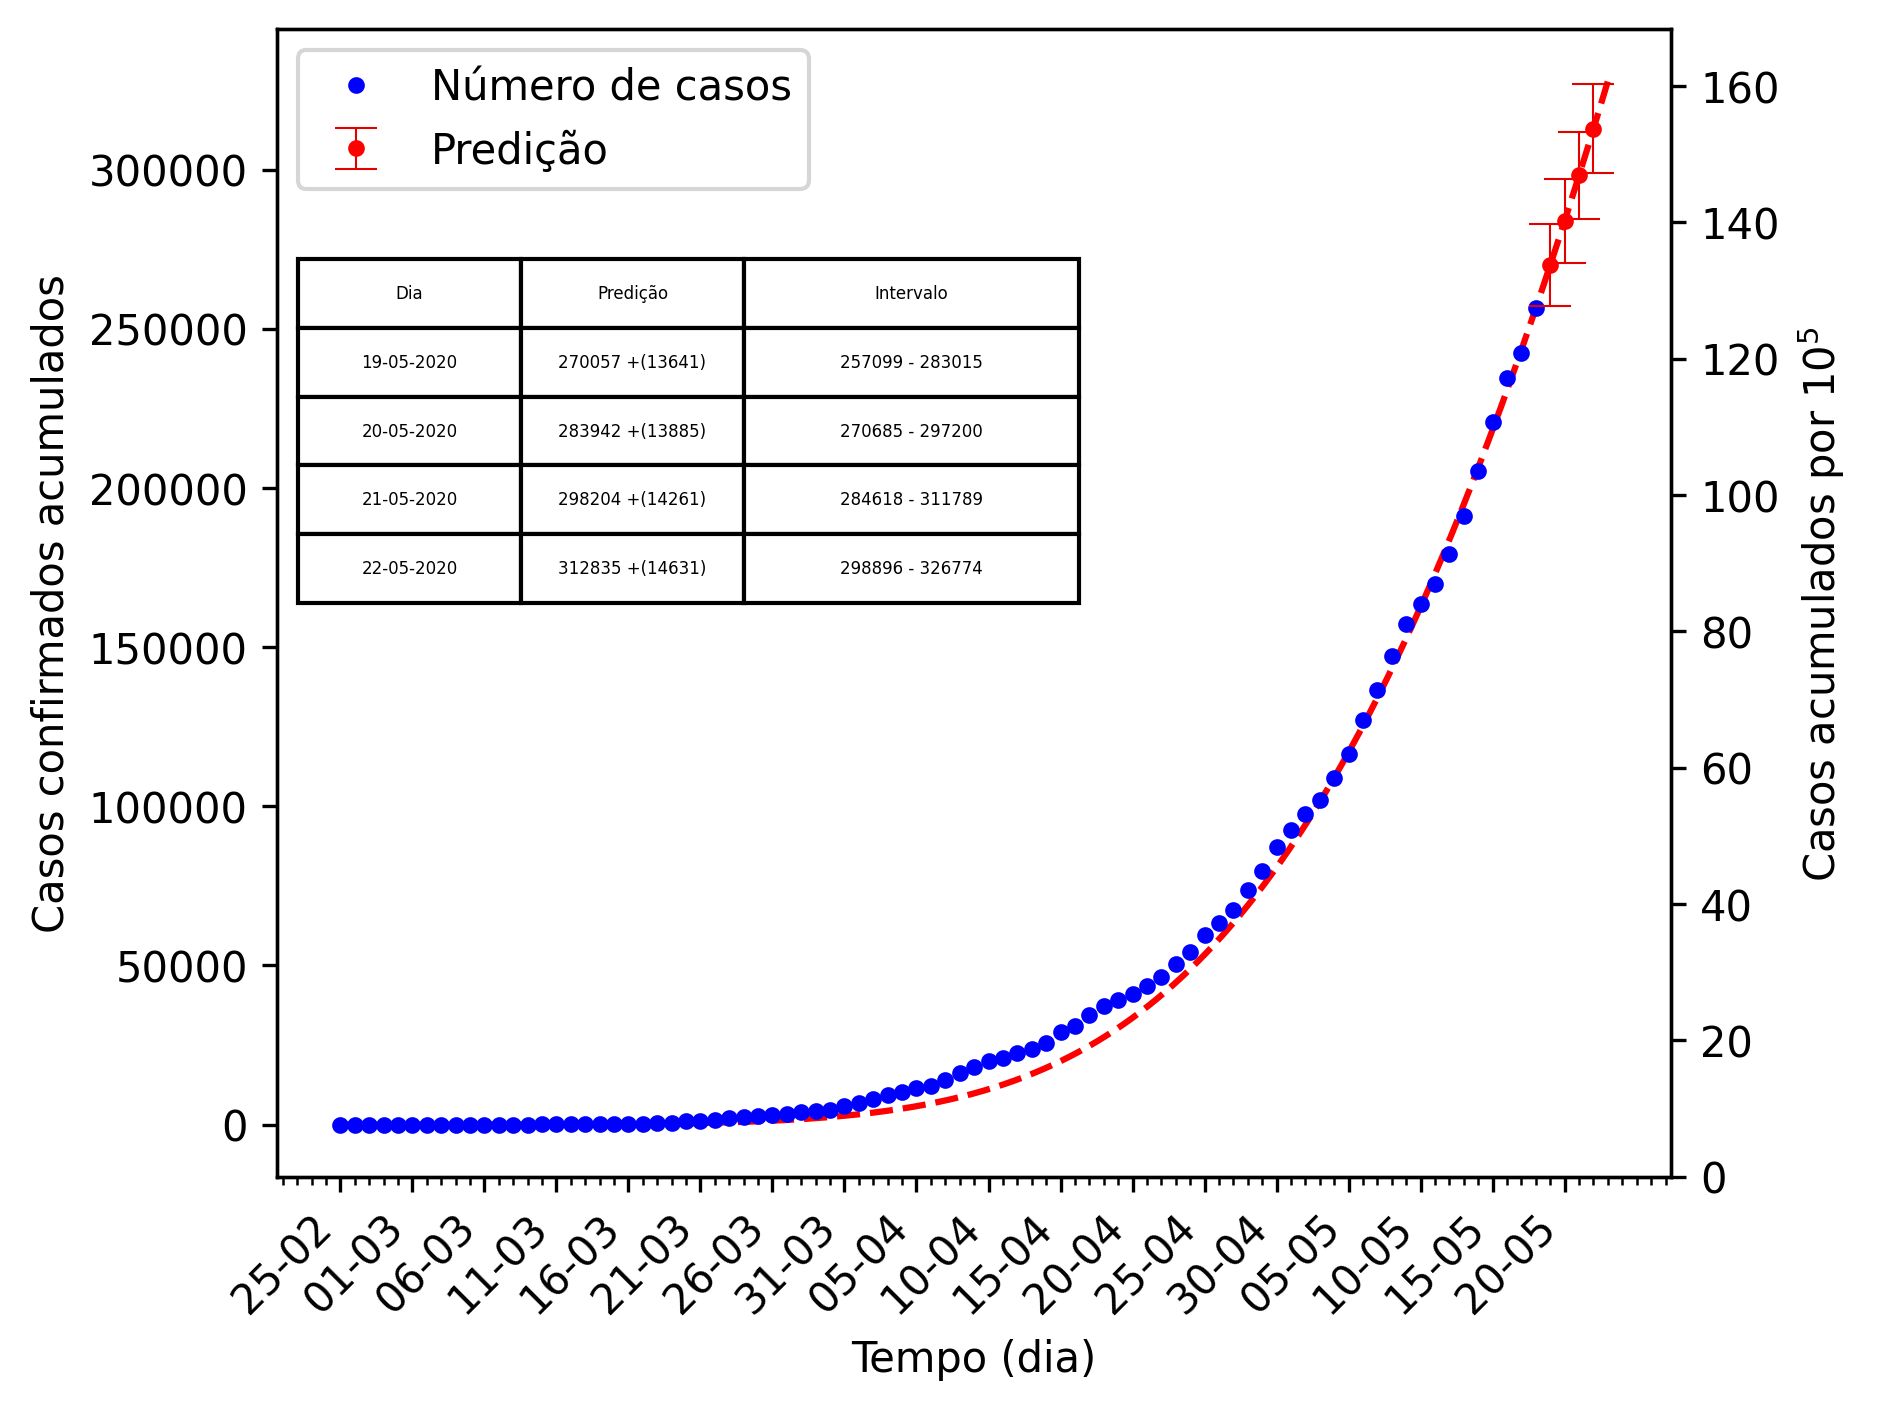 Número de casos
Predição
Dia Predição Intervalo
19-05-2020 270057 +(13641) 257099 - 283015
20-05-2020 283942 +(13885) 270685 - 297200
21-05-2020 298204 +(14261) 284618 - 311789
22-05-2020 312835 +(14631) 298896 - 326774
Casos confirmados acumulados
300000
250000
200000
150000
100000
50000
0
Casos acumulados por 10⁵
160
140
120
100
80
60
40
20
0
25-02 01-03 06-03 11-03 16-03 21-03 26-03 31-03 05-04 10-04 15-04 20-04 25-04 30-04 05-05 10-05 15-05 20-05
Tempo (dia)